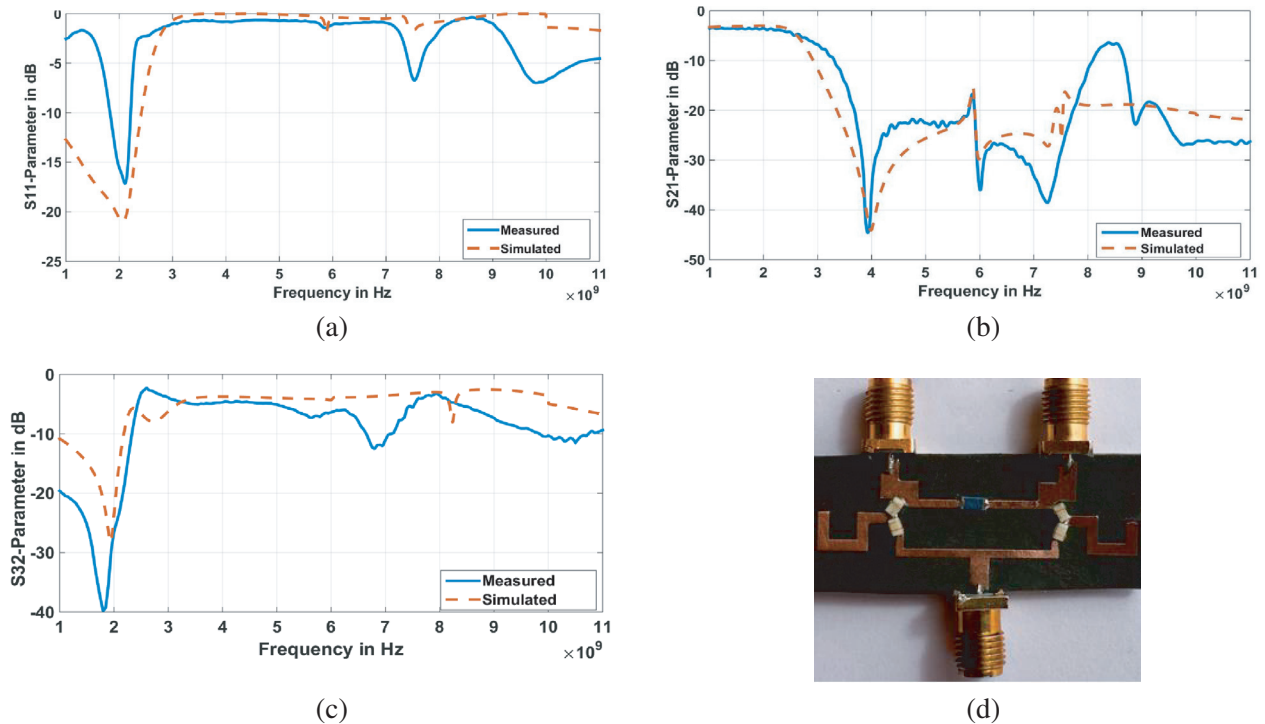 0
-5
-10
-15
-20
-25
S11-Parameter in dB
Measured
Simulated
1 2 3 4 5 6 7 8 9 10 11
Frequency in Hz
×10⁹
(a)
0
-10
-20
-30
-40
-50
S21-Parameter in dB
Measured
Simulated
1 2 3 4 5 6 7 8 9 10 11
Frequency in Hz
×10⁹
(b)
0
-10
-20
-30
-40
S32-Parameter in dB
Measured
Simulated
1 2 3 4 5 6 7 8 9 10 11
Frequency in Hz
×10⁹
(c)
(d)